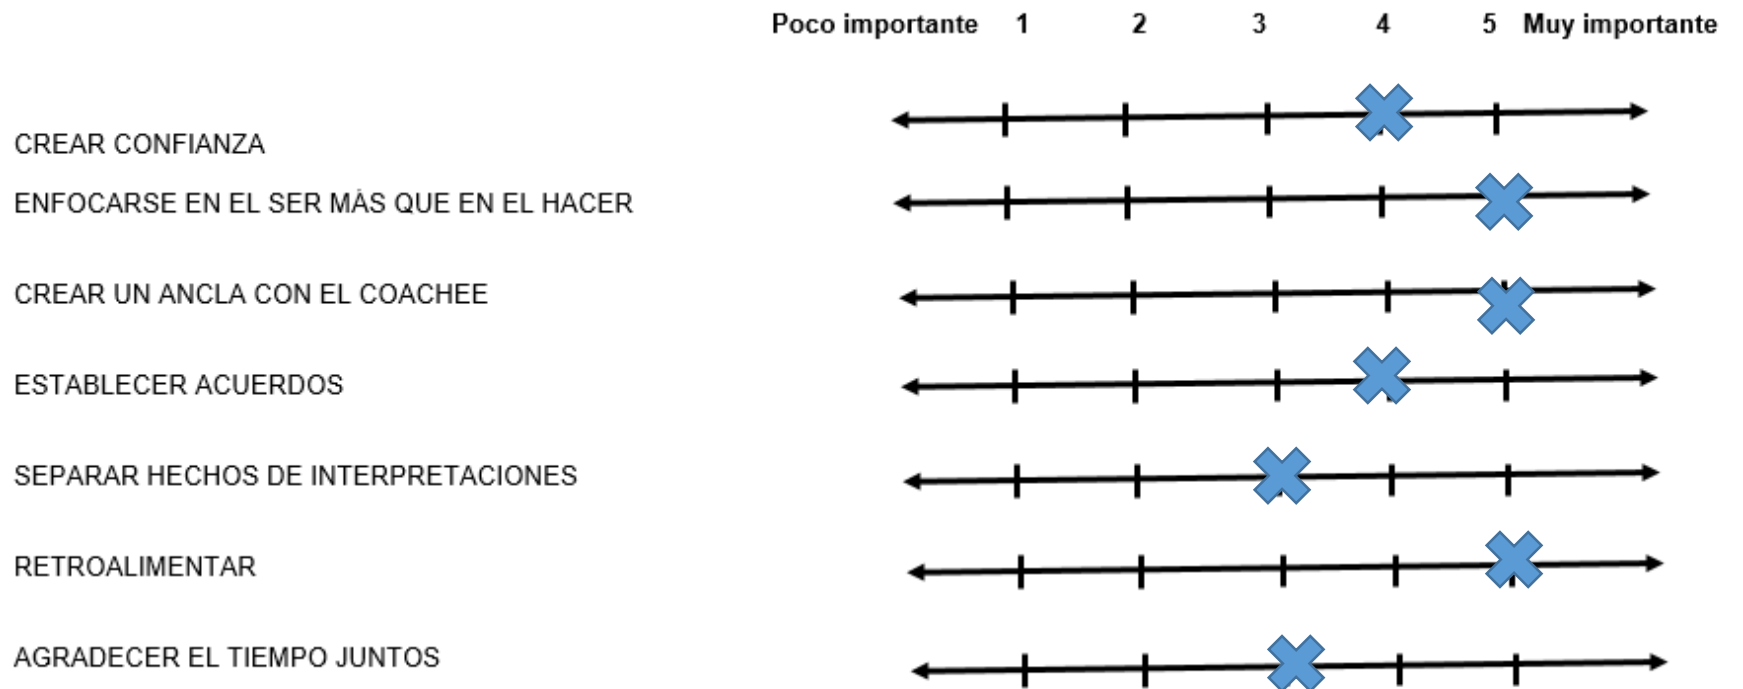 Poco importante 1 2 3 4 5 Muy importante
CREAR CONFIANZA
ENFOCARSE EN EL SER MÁS QUE EN EL HACER
CREAR UN ANCLA CON EL COACHEE
ESTABLECER ACUERDOS
SEPARAR HECHOS DE INTERPRETACIONES
RETROALIMENTAR
AGRADECER EL TIEMPO JUNTOS